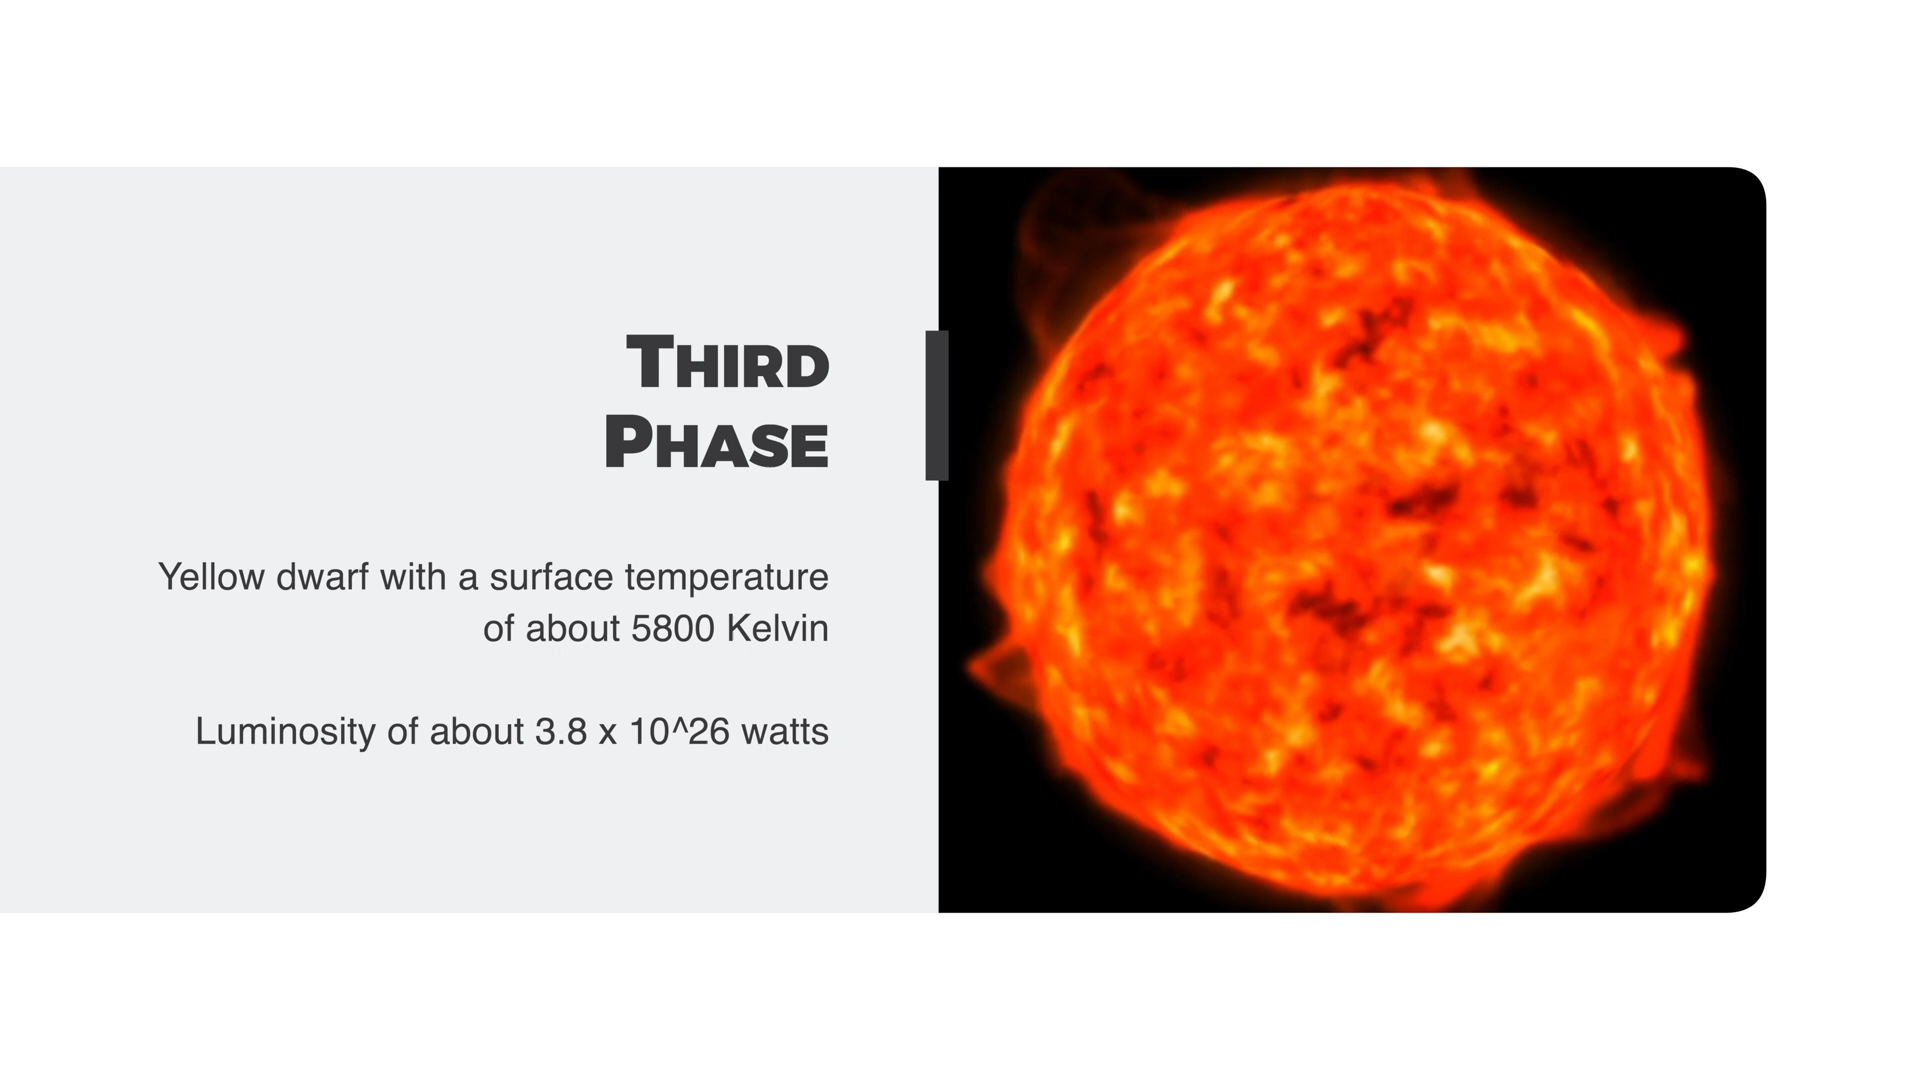 THIRD
PHASE
Yellow dwarf with a surface temperature
of about 5800 Kelvin
Luminosity of about 3.8 x 10^26 watts